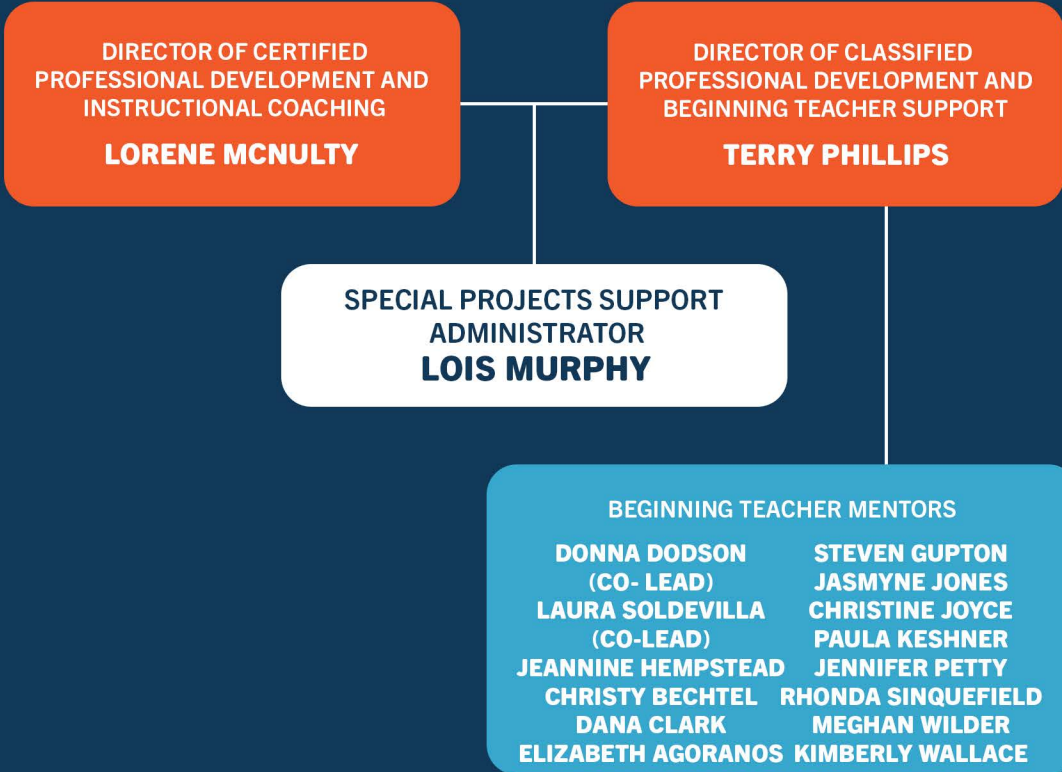 DIRECTOR OF CERTIFIED
PROFESSIONAL DEVELOPMENT AND
INSTRUCTIONAL COACHING
LORENE MCNULTY
DIRECTOR OF CLASSIFIED
PROFESSIONAL DEVELOPMENT AND
BEGINNING TEACHER SUPPORT
TERRY PHILLIPS
SPECIAL PROJECTS SUPPORT
ADMINISTRATOR
LOIS MURPHY
BEGINNING TEACHER MENTORS
DONNA DODSON
(CO- LEAD)
LAURA SOLDEVILLA
(CO-LEAD)
JEANNINE HEMPSTEAD
CHRISTY BECHTEL
DANA CLARK
ELIZABETH AGORANOS
STEVEN GUPTON
JASMYNE JONES
CHRISTINE JOYCE
PAULA KESHNER
JENNIFER PETTY
RHONDA SINQUEFIELD
MEGHAN WILDER
KIMBERLY WALLACE